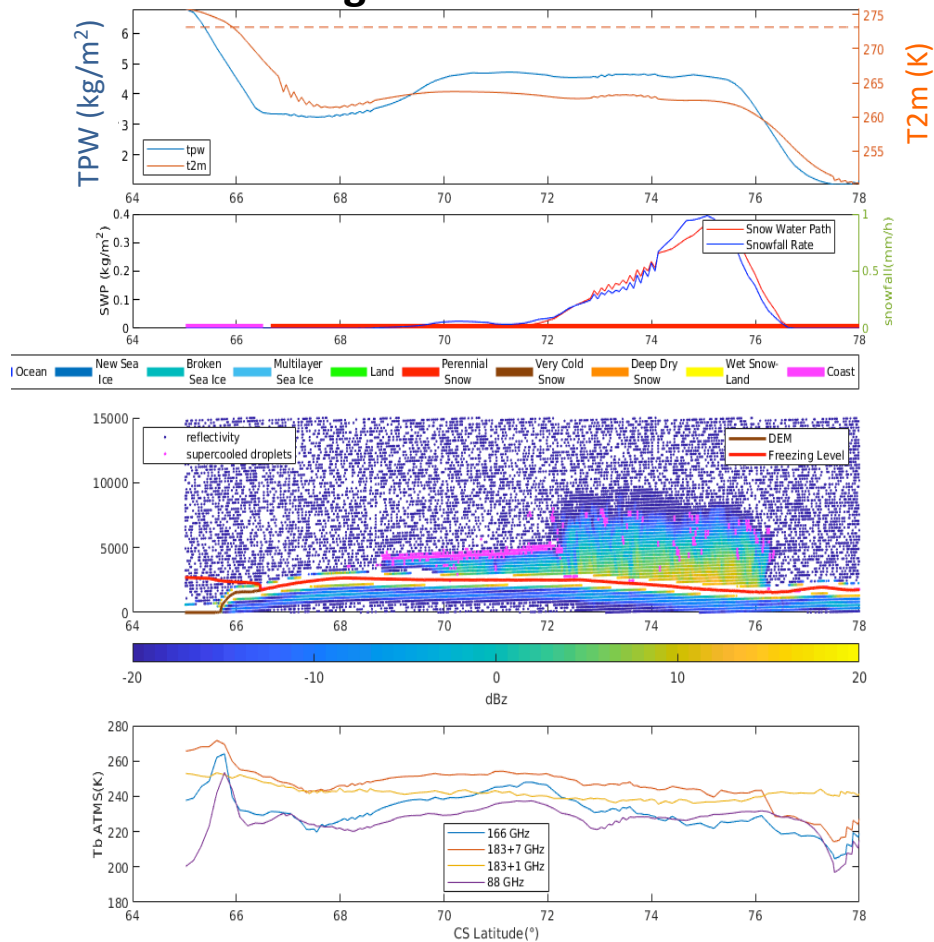 g
TPW (kg/m²)
6
5
4
3
2
tpw
t2m
275
270
265
260
255
T2m (K)
64 66 68 70 72 74 76 78
SWP (kg/m²)
0.4
0.3
0.2
0.1
0
Snow Water Path
Snowfall Rate
1
0.5
0
snowfall(mm/h)
64 66 68 70 72 74 76 78
Ocean
New Sea
Ice
Broken
Sea Ice
Multilayer
Sea Ice
Land
Perennial
Snow
Very Cold
Snow
Deep Dry
Snow
Wet Snow-
Land
Coast
15000
10000
5000
0
reflectivity
supercooled droplets
DEM
Freezing Level
64 66 68 70 72 74 76 78
-20 -10 0 10 20
dBz
Tb ATMS(K)
280
260
240
220
200
180
166 GHz
183+7 GHz
183+1 GHz
88 GHz
64 66 68 70 72 74 76 78
CS Latitude(°)